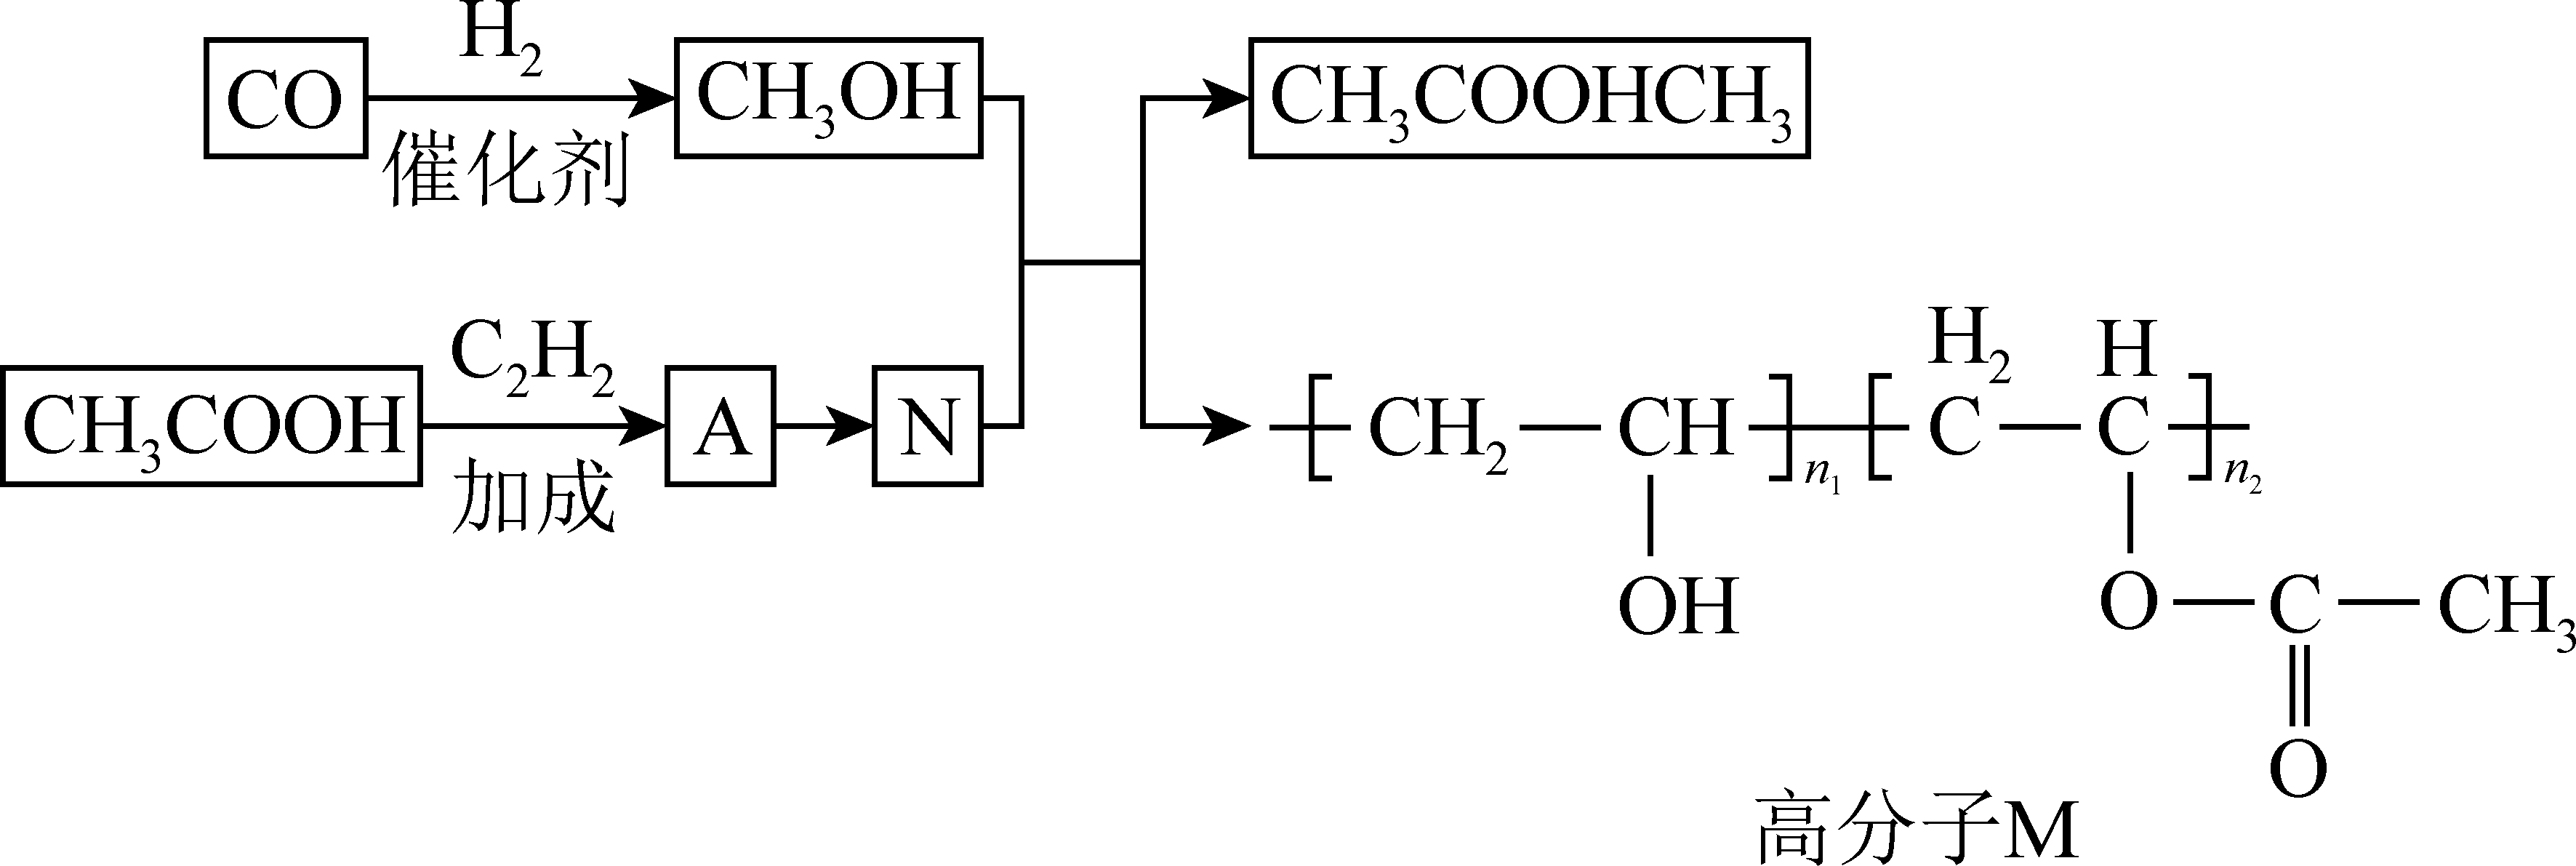 CO
H₂
催化剂
CH₃OH
CH₃COOHCH₃
CH₃COOH
C₂H₂
加成
A
N
[CH₂—CH]n₁[C—C]n₂
H₂ H
OH
O—C—CH₃
O
高分子M